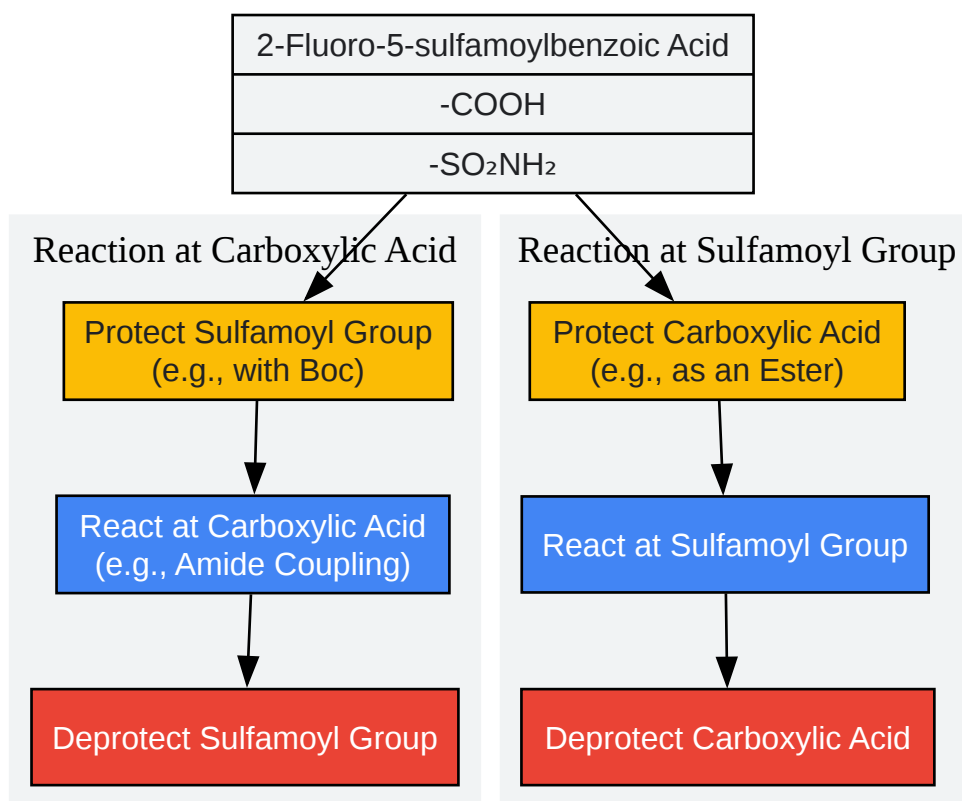 2-Fluoro-5-sulfamoylbenzoic Acid
-COOH
-SO₂NH₂
Reaction at Carboxylic Acid
Protect Sulfamoyl Group
(e.g., with Boc)
React at Carboxylic Acid
(e.g., Amide Coupling)
Deprotect Sulfamoyl Group
Reaction at Sulfamoyl Group
Protect Carboxylic Acid
(e.g., as an Ester)
React at Sulfamoyl Group
Deprotect Carboxylic Acid